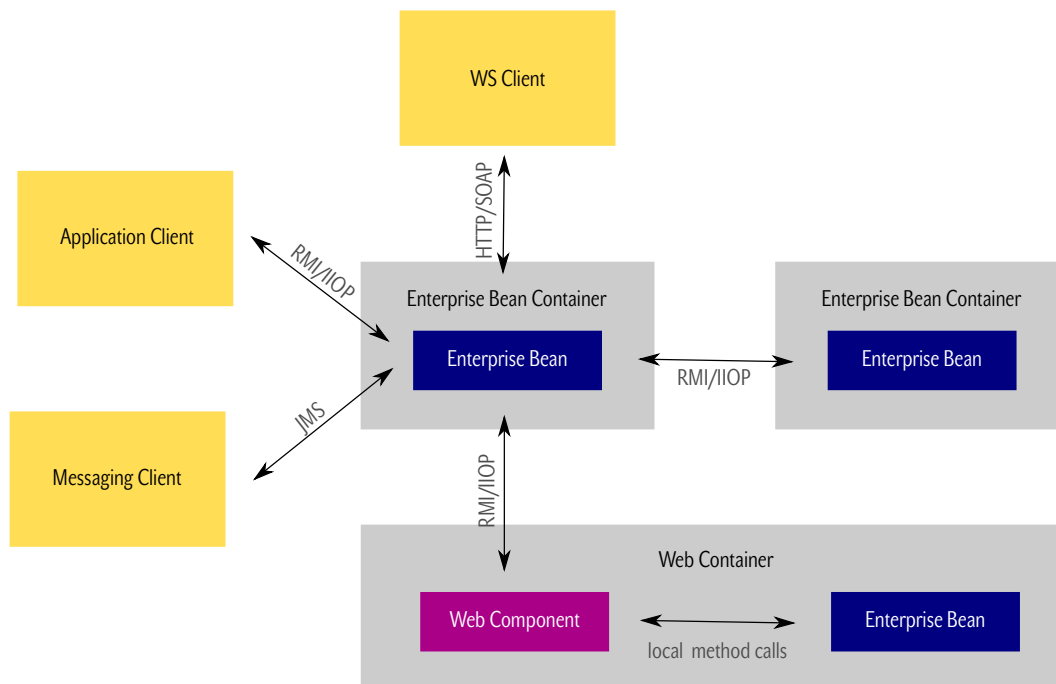 WS Client
HTTP/SOAP
Application Client
RMI/IIOP
Enterprise Bean Container
Enterprise Bean
RMI/IIOP
Enterprise Bean Container
Enterprise Bean
JMS
Messaging Client
RMI/IIOP
Web Container
Web Component
local method calls
Enterprise Bean